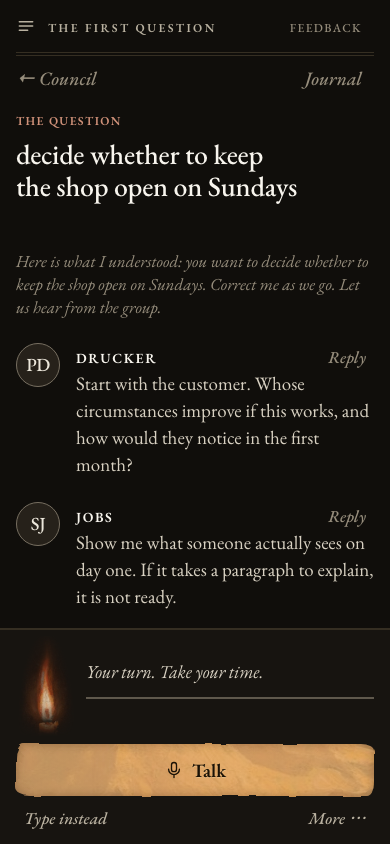 THE FIRST QUESTION
FEEDBACK
← Council
Journal
THE QUESTION
decide whether to keep
the shop open on Sundays
Here is what I understood: you want to decide whether to
keep the shop open on Sundays. Correct me as we go. Let
us hear from the group.
PD
DRUCKER
Reply
Start with the customer. Whose
circumstances improve if this works, and
how would they notice in the first
month?
SJ
JOBS
Reply
Show me what someone actually sees on
day one. If it takes a paragraph to explain,
it is not ready.
Your turn. Take your time.
Talk
Type instead
More ···